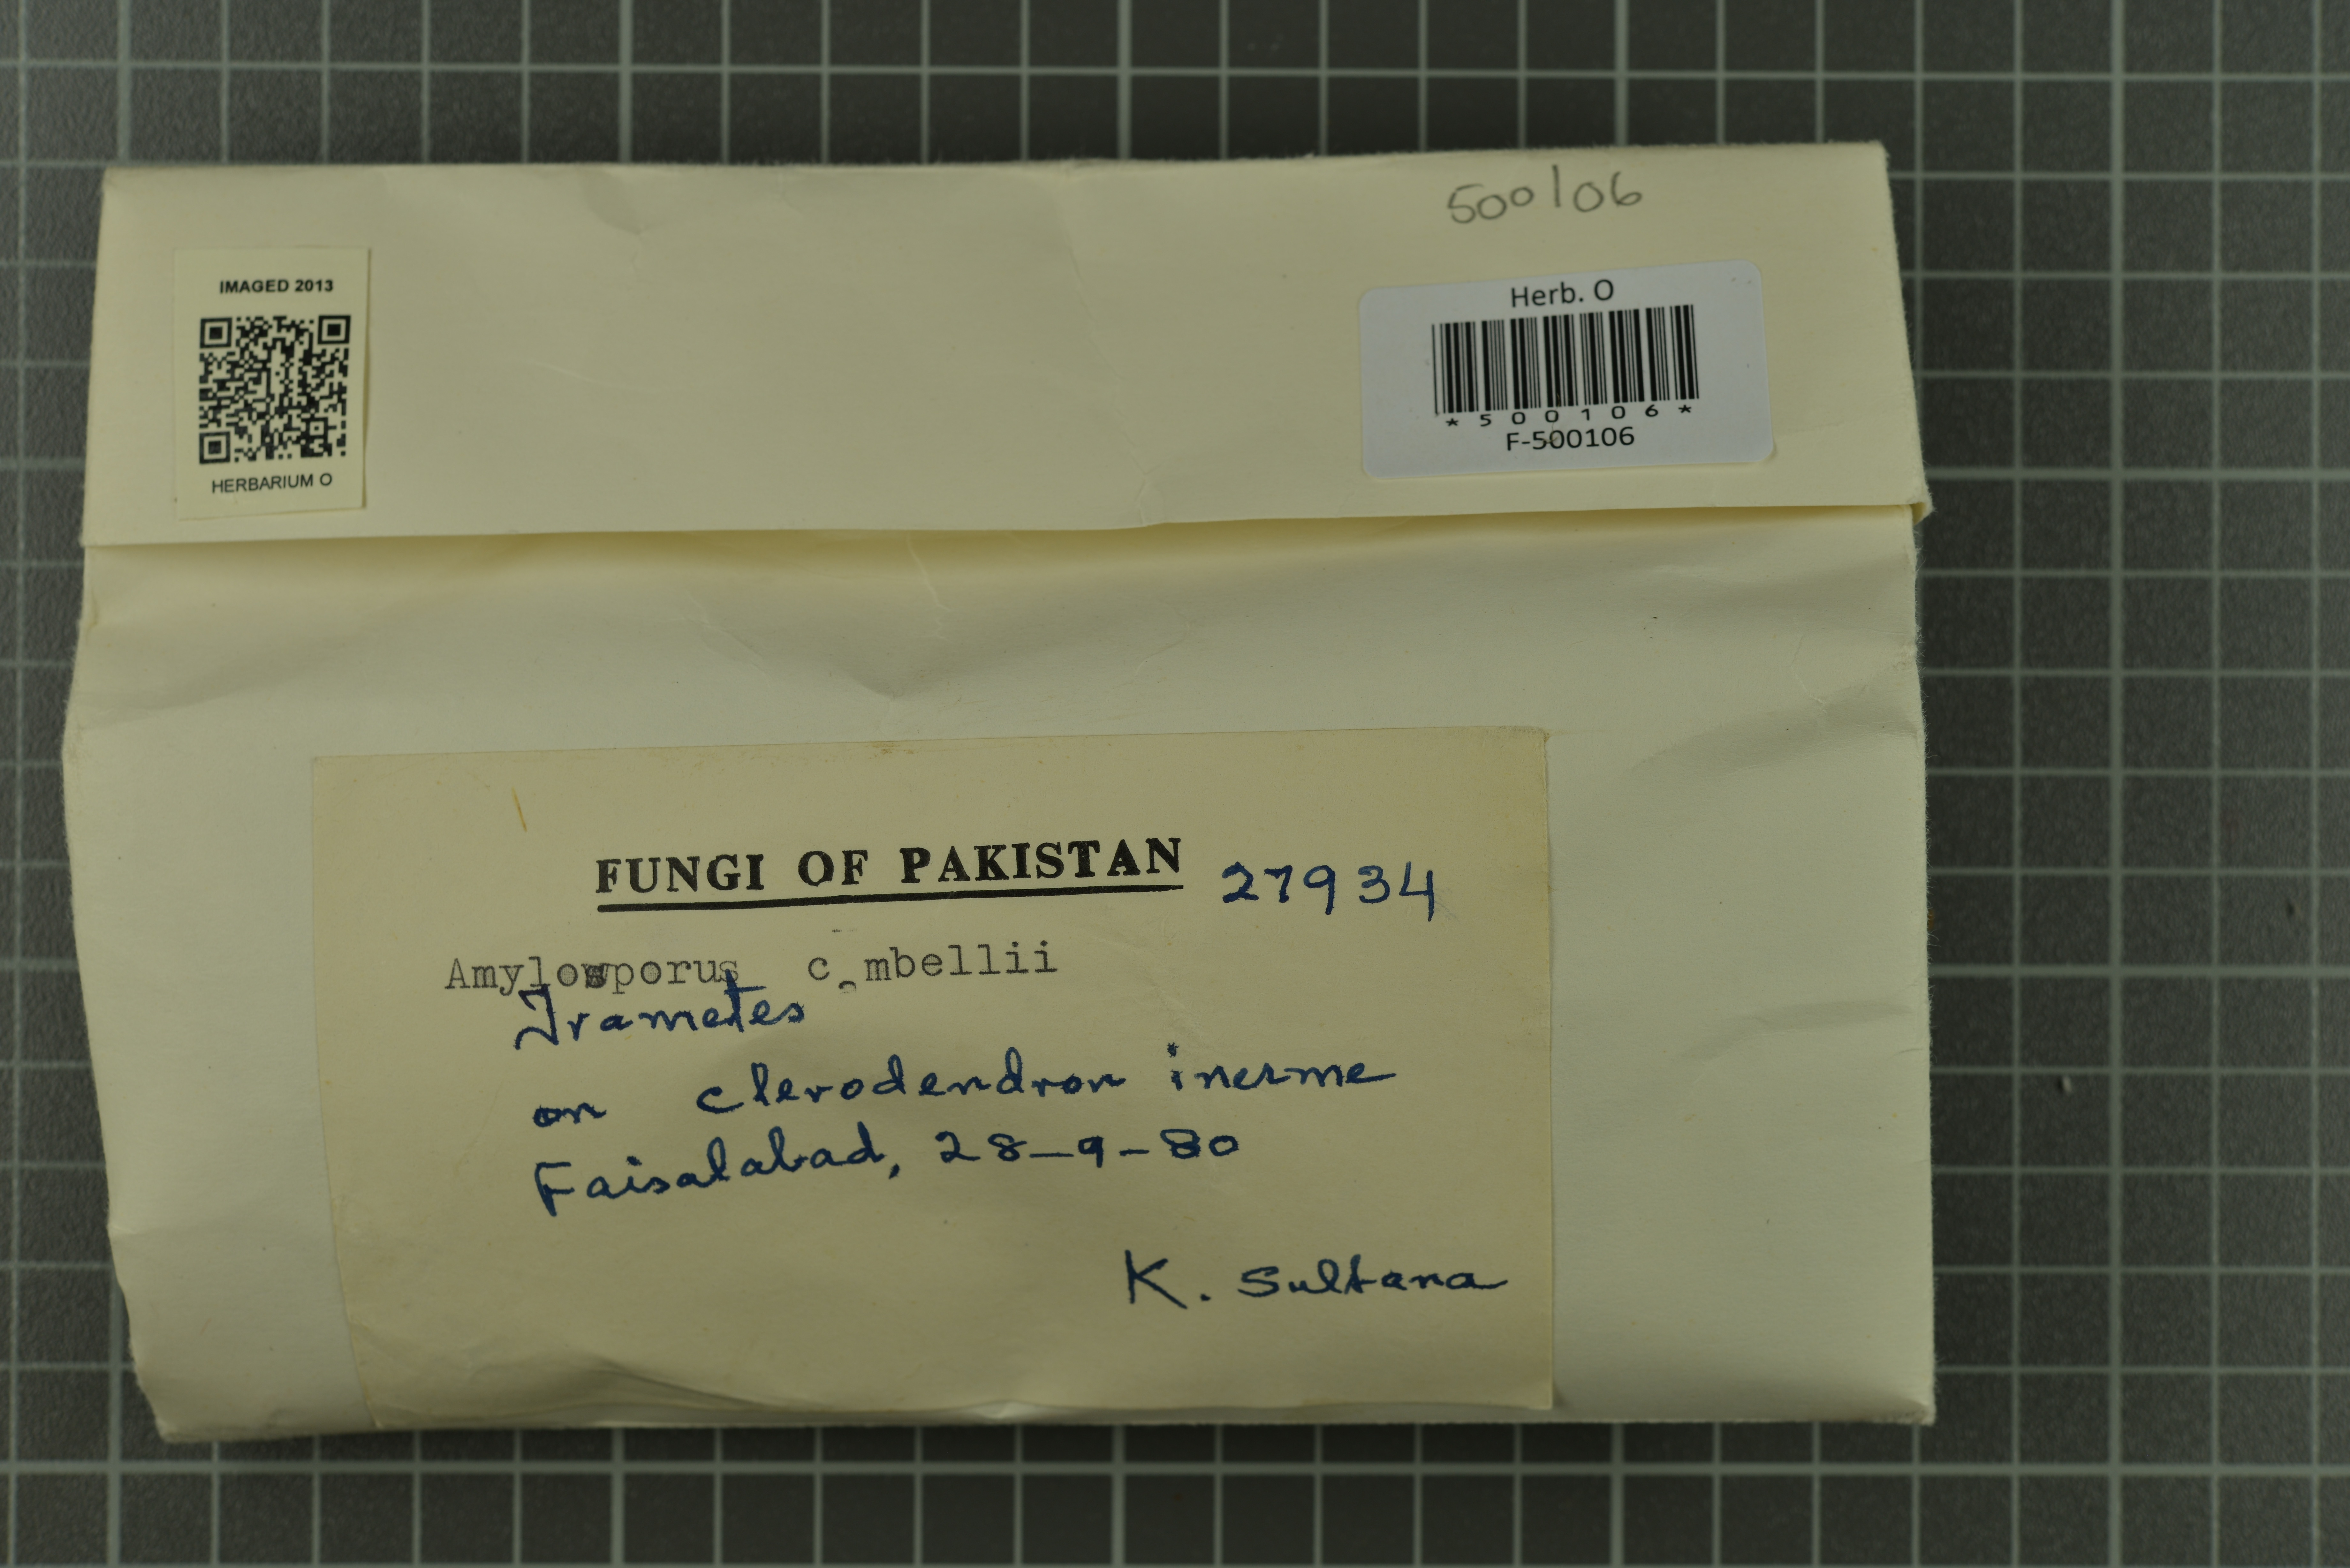 500106
IMAGED 2013
HERBARIUM O
Herb. O
*500106*
F-500106
FUNGI OF PAKISTAN 27934
Amylosporus c mbellii
Trametes
on clerodendron inerme
Faisalabad, 28-9-80
K. Sultana